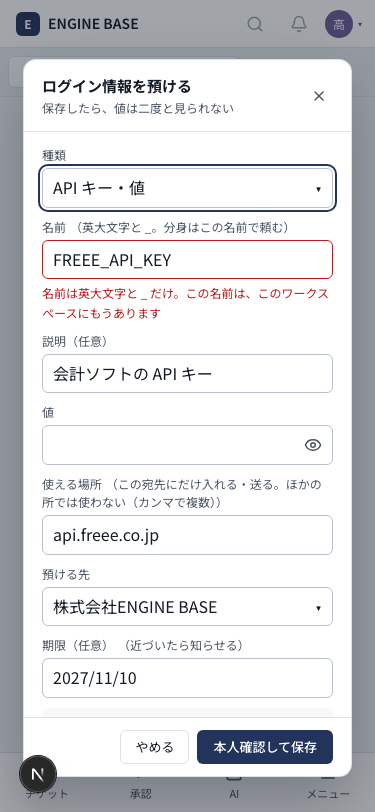 E ENGINE BASE 高
ログイン情報を預ける
保存したら、値は二度と見られない
種類
API キー・値
名前 （英大文字と _。分身はこの名前で頼む）
FREEE_API_KEY
名前は英大文字と _ だけ。この名前は、このワークス
ペースにもうあります
説明（任意）
会計ソフトの API キー
値
使える場所 （この宛先にだけ入れる・送る。ほかの
所では使わない（カンマで複数））
api.freee.co.jp
預ける先
株式会社ENGINE BASE
期限（任意） （近づいたら知らせる）
2027/11/10
やめる 本人確認して保存
N
チケット 承認 AI メニュー